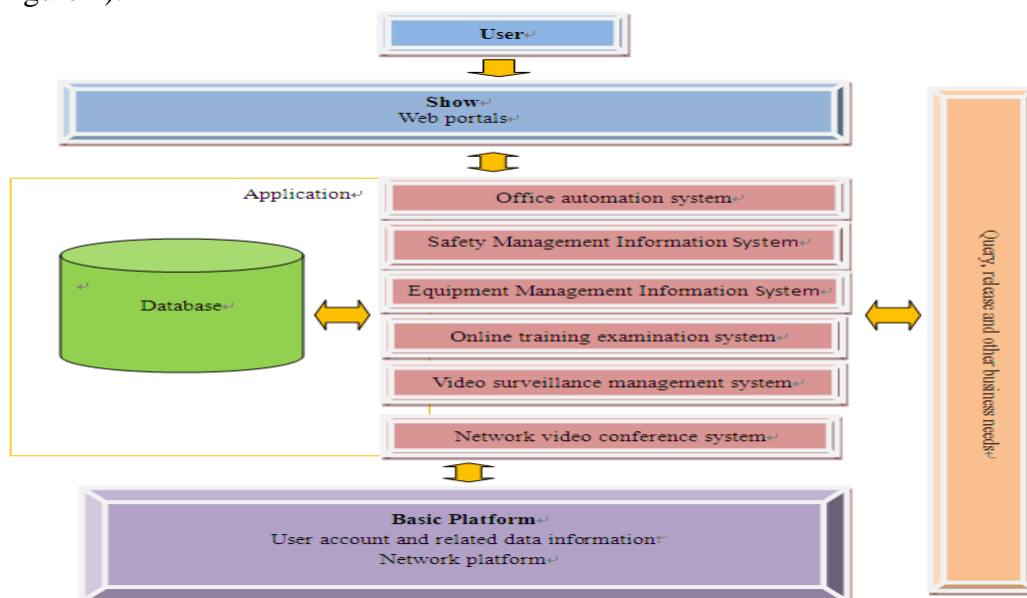 User
Show
Web portals
Application
Office automation system
Safety Management Information System
Equipment Management Information System
Database
Online training examination system
Video surveillance management system
Network video conference system
Query, release and other business needs
Basic Platform
User account and related data information
Network platform